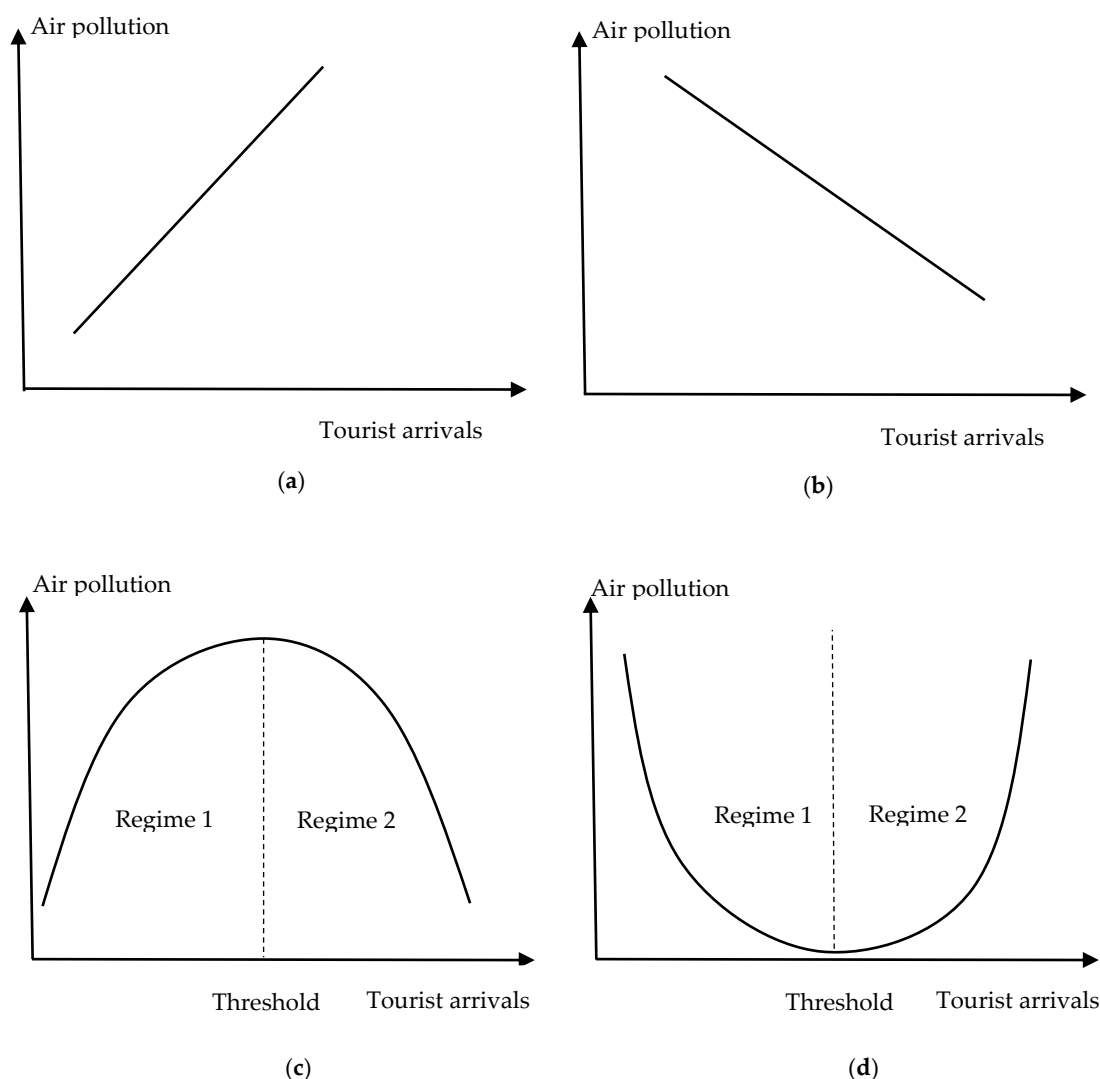 Air pollution
Tourist arrivals
(a)
Air pollution
Tourist arrivals
(b)
Air pollution
Regime 1
Regime 2
Threshold
Tourist arrivals
(c)
Air pollution
Regime 1
Regime 2
Threshold
Tourist arrivals
(d)